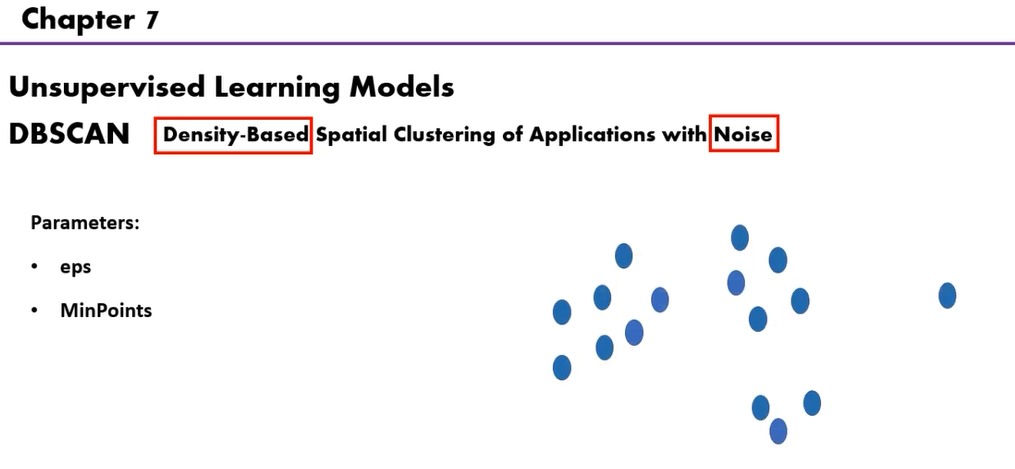 Chapter 7
Unsupervised Learning Models
DBSCAN Density-Based Spatial Clustering of Applications with Noise
Parameters:
• eps
• MinPoints